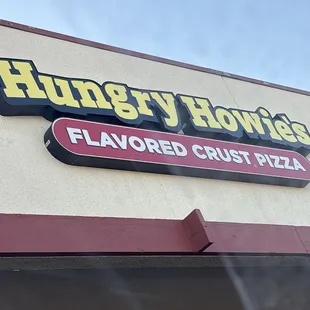 Hungry Howie's
FLAVORED CRUST PIZZA